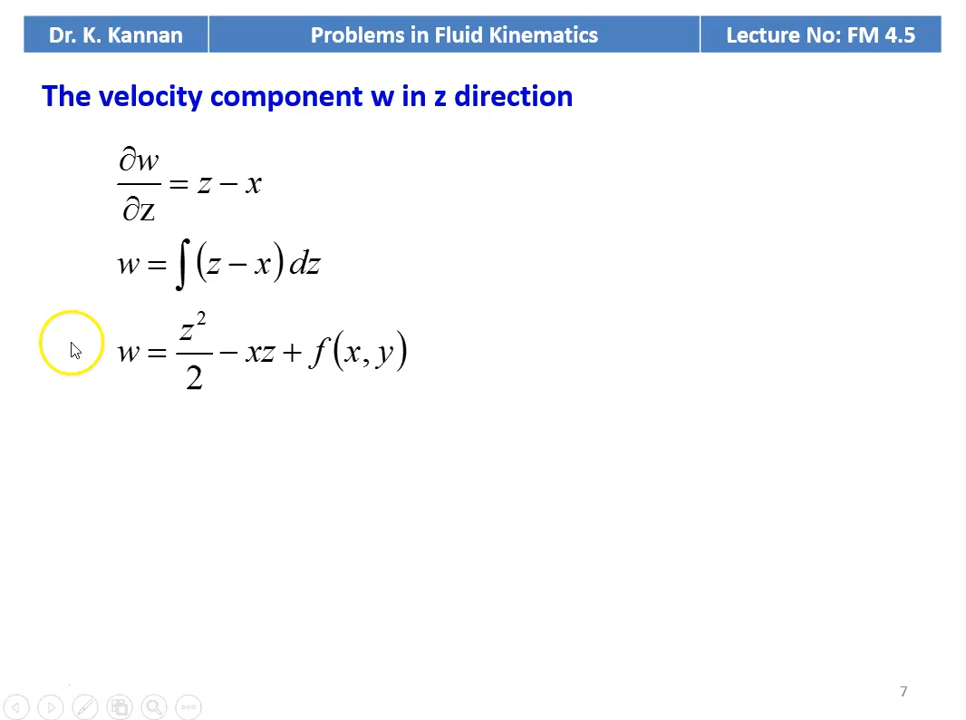 Dr. K. Kannan
Problems in Fluid Kinematics
Lecture No: FM 4.5
The velocity component w in z direction
∂w/∂z = z − x
w = ∫(z − x) dz
w = z²/2 − xz + f(x, y)
7